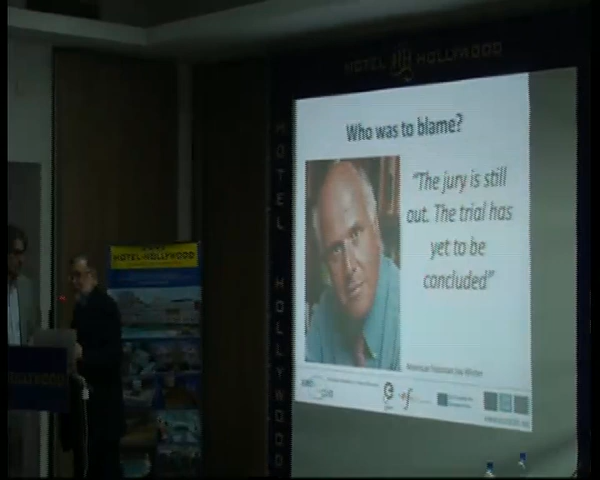 HOTEL HOLLYWOOD
Who was to blame?
"The jury is still
out. The trial has
yet to be
concluded"
HOTEL HOLLYWOOD
HOTEL-HOLLYWOOD
HOLLYWOOD